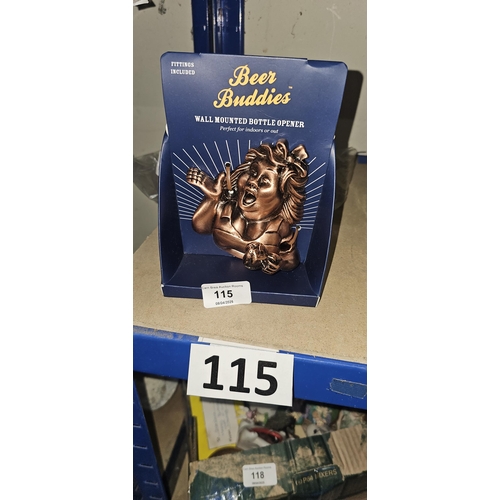 FITTINGS
INCLUDED
Beer
Buddies
WALL MOUNTED BOTTLE OPENER
Perfect for indoors or out
115
115
118